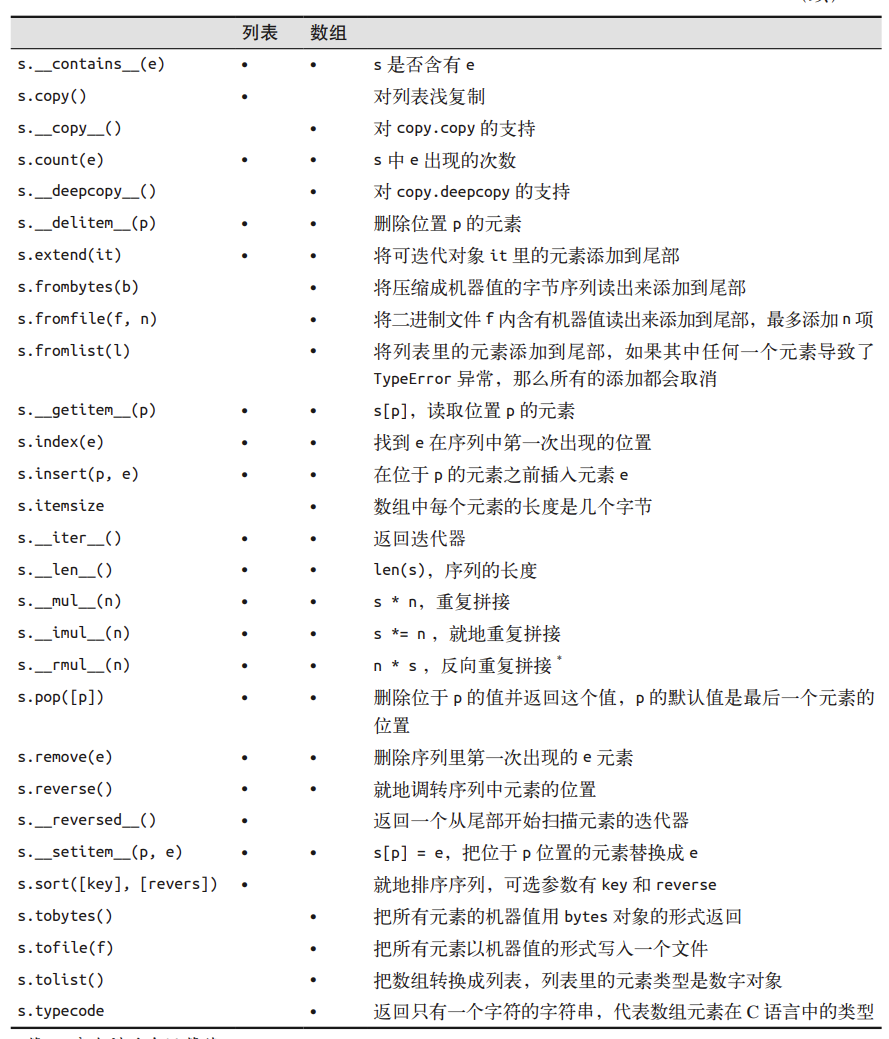 列表 数组
s.__contains__(e) • • s 是否含有 e
s.copy() • 对列表浅复制
s.__copy__() • 对 copy.copy 的支持
s.count(e) • • s 中 e 出现的次数
s.__deepcopy__() • 对 copy.deepcopy 的支持
s.__delitem__(p) • • 删除位置 p 的元素
s.extend(it) • • 将可迭代对象 it 里的元素添加到尾部
s.frombytes(b) • 将压缩成机器值的字节序列读出来添加到尾部
s.fromfile(f, n) • 将二进制文件 f 内含有机器值读出来添加到尾部，最多添加 n 项
s.fromlist(l) • 将列表里的元素添加到尾部，如果其中任何一个元素导致了
TypeError 异常，那么所有的添加都会取消
s.__getitem__(p) • • s[p]，读取位置 p 的元素
s.index(e) • • 找到 e 在序列中第一次出现的位置
s.insert(p, e) • • 在位于 p 的元素之前插入元素 e
s.itemsize • 数组中每个元素的长度是几个字节
s.__iter__() • • 返回迭代器
s.__len__() • • len(s)，序列的长度
s.__mul__(n) • • s * n，重复拼接
s.__imul__(n) • • s *= n ，就地重复拼接
s.__rmul__(n) • • n * s ，反向重复拼接*
s.pop([p]) • • 删除位于 p 的值并返回这个值，p 的默认值是最后一个元素的
位置
s.remove(e) • • 删除序列里第一次出现的 e 元素
s.reverse() • • 就地调转序列中元素的位置
s.__reversed__() • 返回一个从尾部开始扫描元素的迭代器
s.__setitem__(p, e) • • s[p] = e，把位于 p 位置的元素替换成 e
s.sort([key], [revers]) • 就地排序序列，可选参数有 key 和 reverse
s.tobytes() • 把所有元素的机器值用 bytes 对象的形式返回
s.tofile(f) • 把所有元素以机器值的形式写入一个文件
s.tolist() • 把数组转换成列表，列表里的元素类型是数字对象
s.typecode • 返回只有一个字符的字符串，代表数组元素在 C 语言中的类型